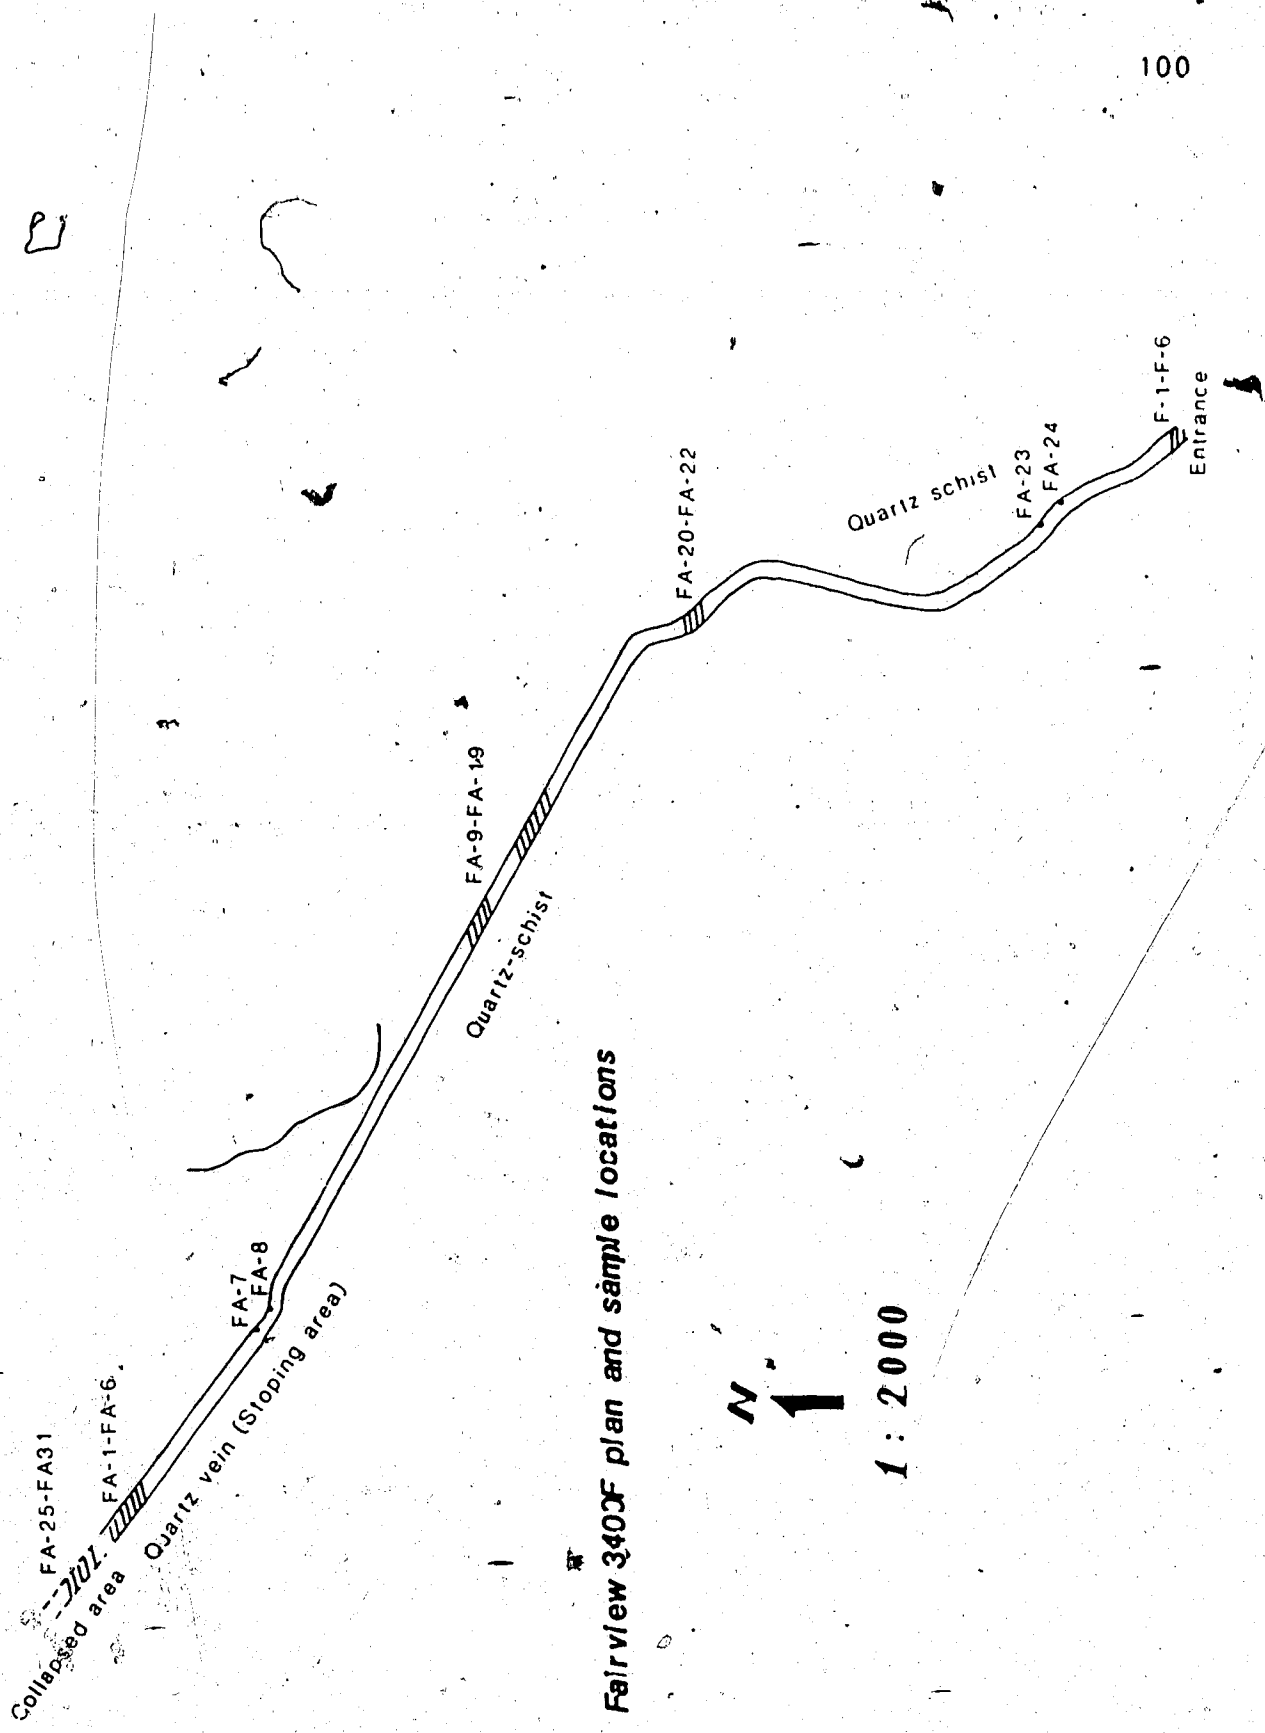 100
FA-25-FA31
FA-1-FA-6
Collapsed area
Quartz vein (Stoping area)
FA-7
FA-8
FA-9-FA-19
Quartz-schist
FA-20-FA-22
Quartz schist
FA-23
FA-24
F-1-F-6
Entrance
Fairview 3400F plan and sample locations
N
1 : 2000